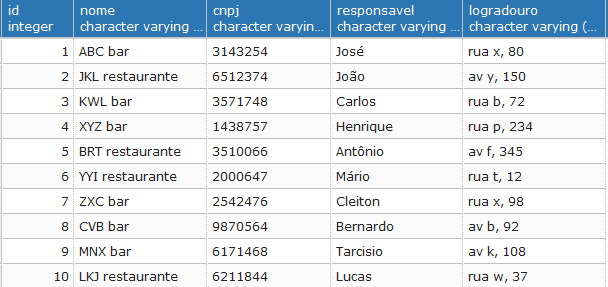 id nome cnpj responsavel logradouro
integer character varying ... character varyin... character varying ... character varying (...
1 ABC bar 3143254 José rua x, 80
2 JKL restaurante 6512374 João av y, 150
3 KWL bar 3571748 Carlos rua b, 72
4 XYZ bar 1438757 Henrique rua p, 234
5 BRT restaurante 3510066 Antônio av f, 345
6 YYI restaurante 2000647 Mário rua t, 12
7 ZXC bar 2542476 Cleiton rua x, 98
8 CVB bar 9870564 Bernardo av b, 92
9 MNX bar 6171468 Tarcisio av k, 108
10 LKJ restaurante 6211844 Lucas rua w, 37